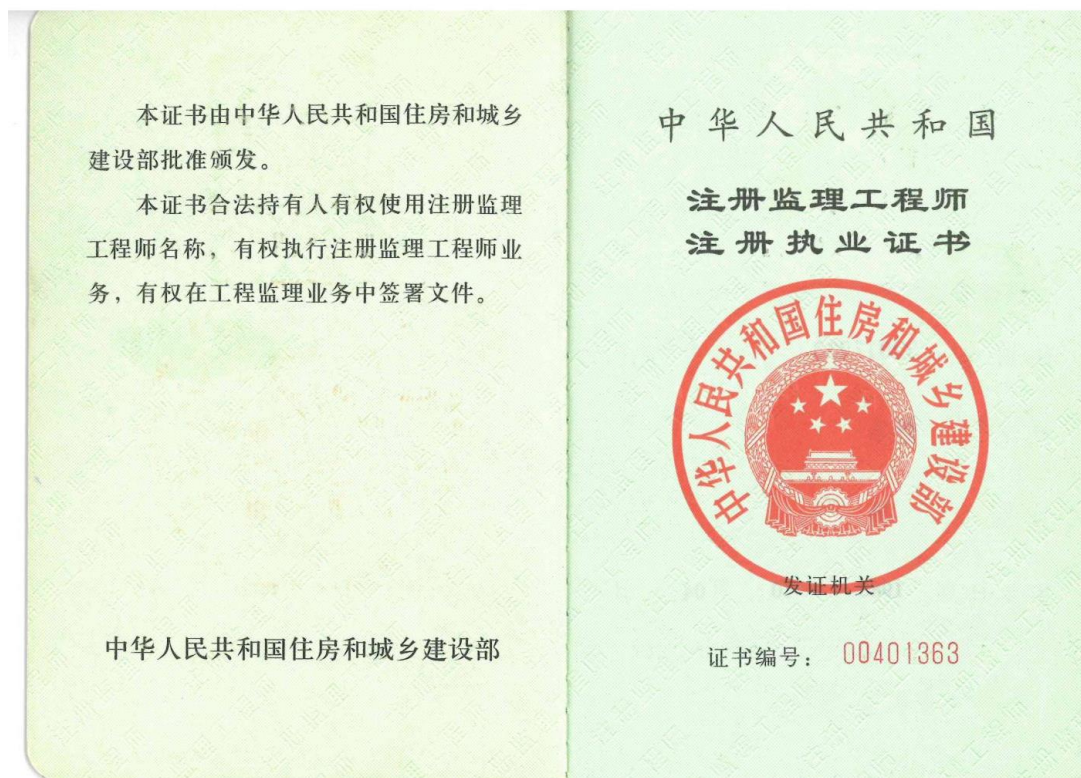 本证书由中华人民共和国住房和城乡
建设部批准颁发。
本证书合法持有人有权使用注册监理
工程师名称，有权执行注册监理工程师业
务，有权在工程监理业务中签署文件。
中华人民共和国住房和城乡建设部
中华人民共和国
注册监理工程师
注册执业证书
中华人民共和国住房和城乡建设部
发证机关
证书编号： 00401363